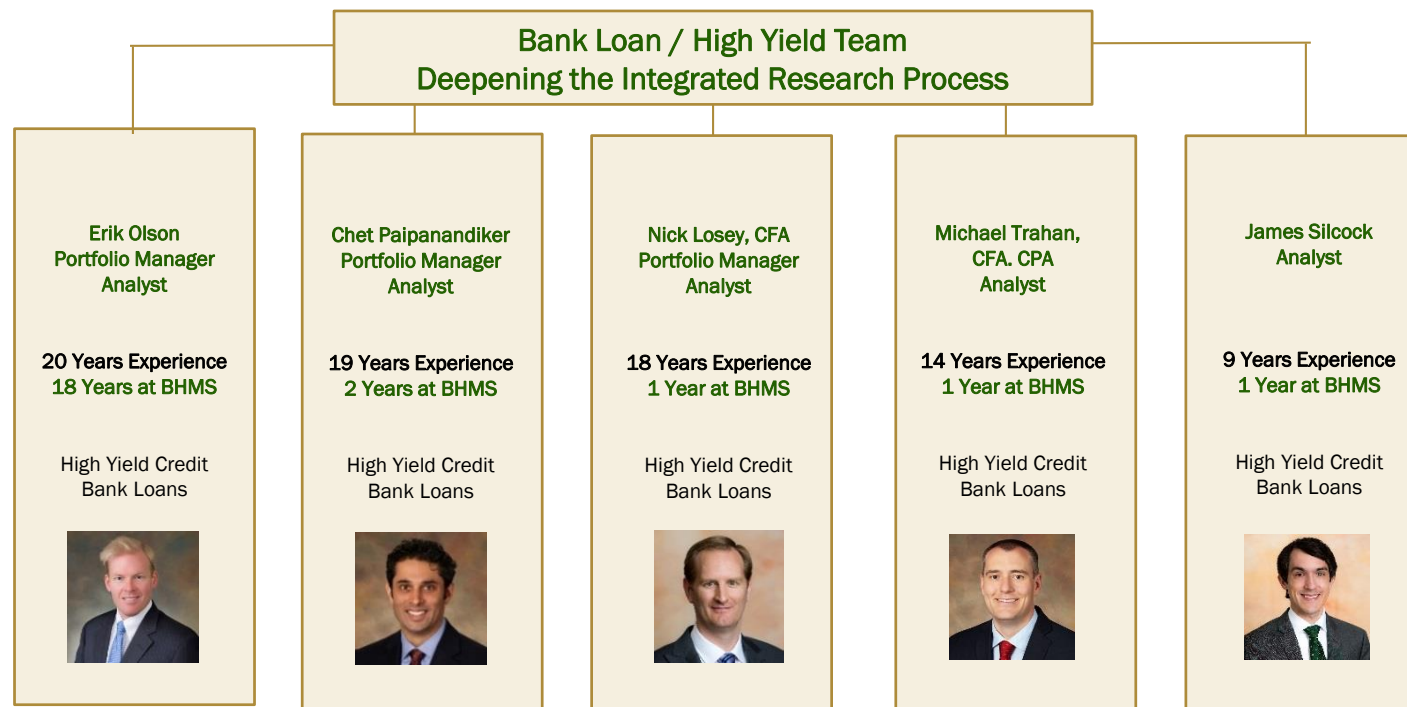 Bank Loan / High Yield Team
Deepening the Integrated Research Process
Erik Olson
Portfolio Manager
Analyst
20 Years Experience
18 Years at BHMS
High Yield Credit
Bank Loans
Chet Paipanandiker
Portfolio Manager
Analyst
19 Years Experience
2 Years at BHMS
High Yield Credit
Bank Loans
Nick Losey, CFA
Portfolio Manager
Analyst
18 Years Experience
1 Year at BHMS
High Yield Credit
Bank Loans
Michael Trahan,
CFA. CPA
Analyst
14 Years Experience
1 Year at BHMS
High Yield Credit
Bank Loans
James Silcock
Analyst
9 Years Experience
1 Year at BHMS
High Yield Credit
Bank Loans